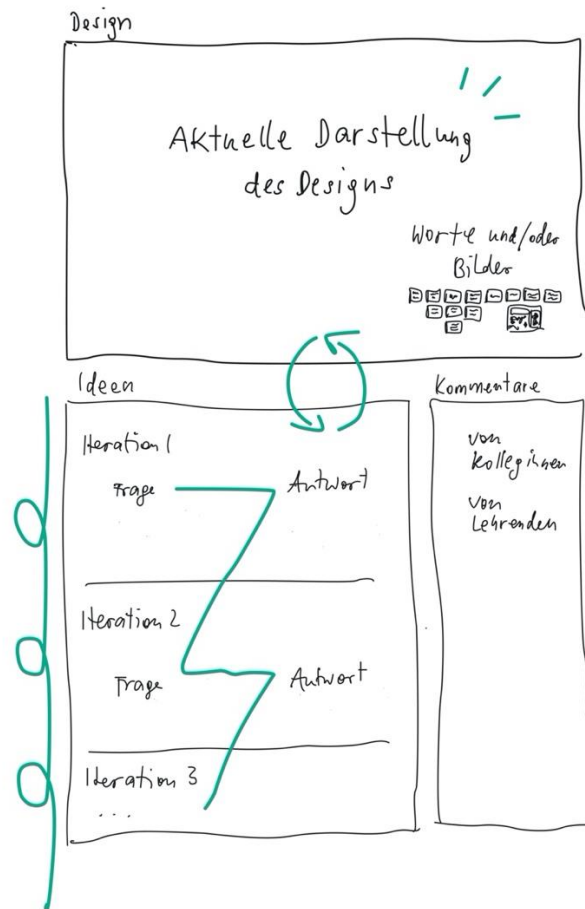 Design
Aktuelle Darstellung
des Designs
Worte und/oder
Bilder
Ideen
Iteration 1
Frage
Antwort
Iteration 2
Frage
Antwort
Iteration 3
...
Kommentare
von
Kolleginnen
von
Lehrenden